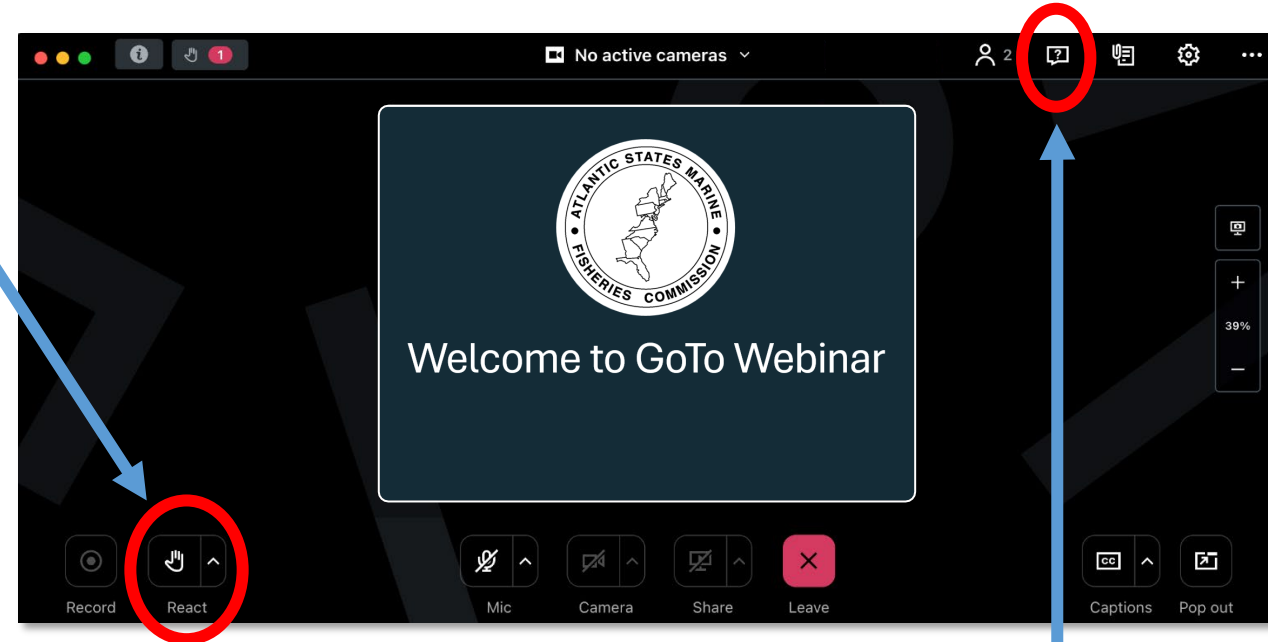 1
No active cameras
2
?
ATLANTIC STATES MARINE
FISHERIES COMMISSION
Welcome to GoTo Webinar
39%
CC
Record
React
Mic
Camera
Share
Leave
Captions
Pop out